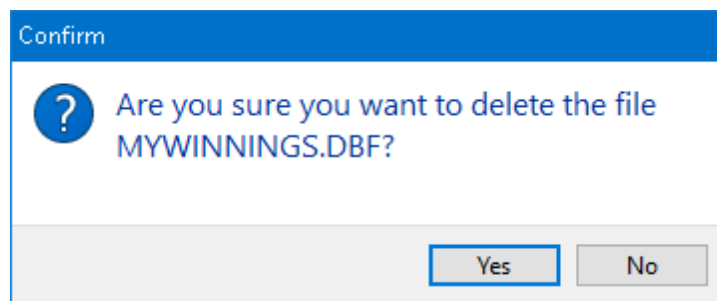 Confirm
?
Are you sure you want to delete the file
MYWINNINGS.DBF?
Yes No